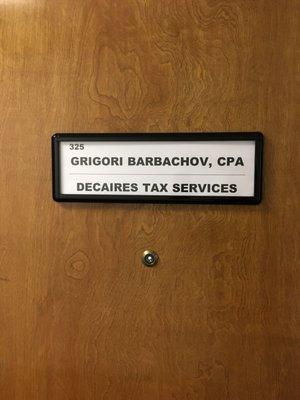 325
GRIGORI BARBACHOV, CPA
DECAIRES TAX SERVICES